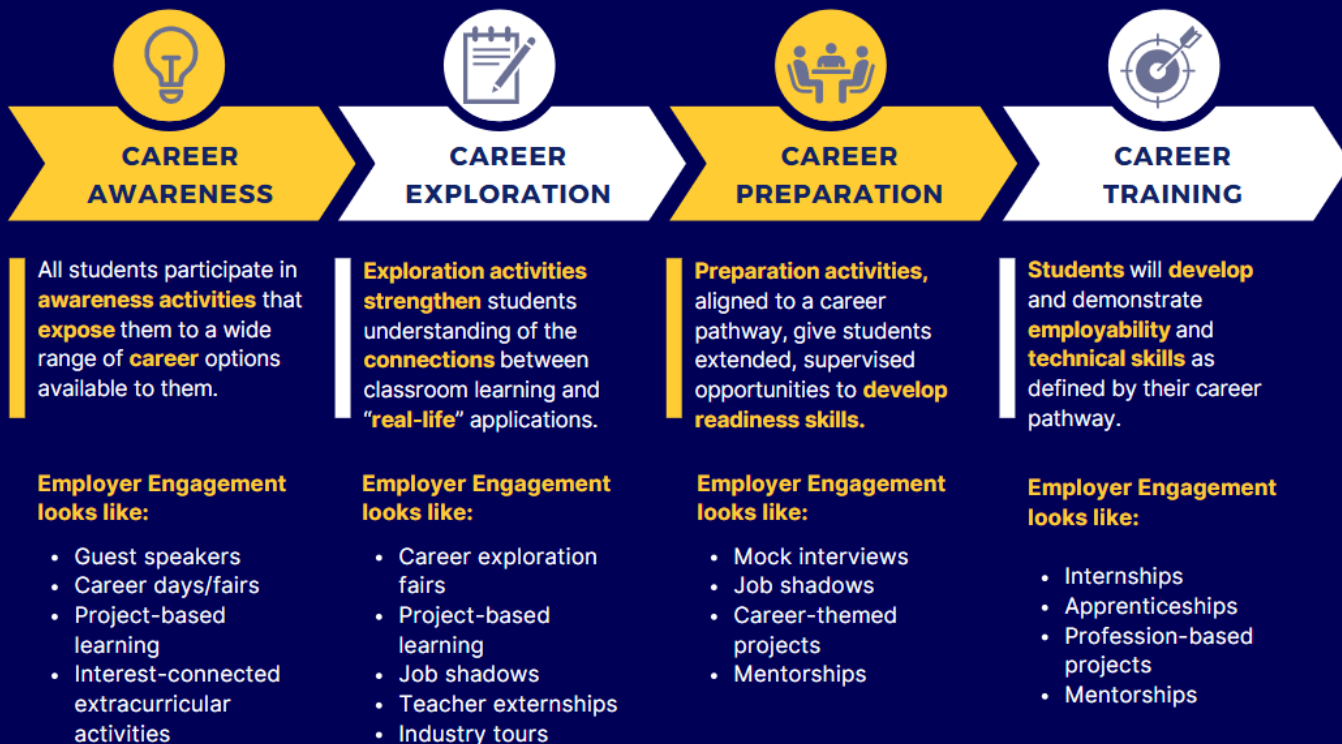 CAREER
AWARENESS
All students participate in
awareness activities that
expose them to a wide
range of career options
available to them.
Employer Engagement
looks like:
• Guest speakers
• Career days/fairs
• Project-based
learning
• Interest-connected
extracurricular
activities
CAREER
EXPLORATION
Exploration activities
strengthen students
understanding of the
connections between
classroom learning and
“real-life” applications.
Employer Engagement
looks like:
• Career exploration
fairs
• Project-based
learning
• Job shadows
• Teacher externships
• Industry tours
CAREER
PREPARATION
Preparation activities,
aligned to a career
pathway, give students
extended, supervised
opportunities to develop
readiness skills.
Employer Engagement
looks like:
• Mock interviews
• Job shadows
• Career-themed
projects
• Mentorships
CAREER
TRAINING
Students will develop
and demonstrate
employability and
technical skills as
defined by their career
pathway.
Employer Engagement
looks like:
• Internships
• Apprenticeships
• Profession-based
projects
• Mentorships